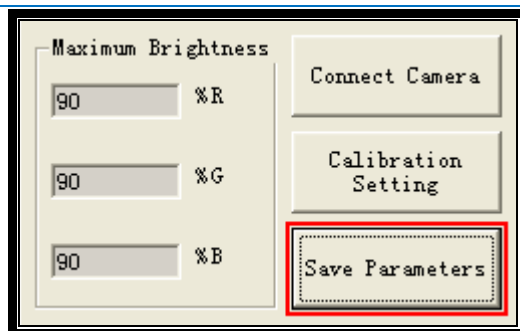 Maximum Brightness
90 %R
90 %G
90 %B
Connect Camera
Calibration
Setting
Save Parameters